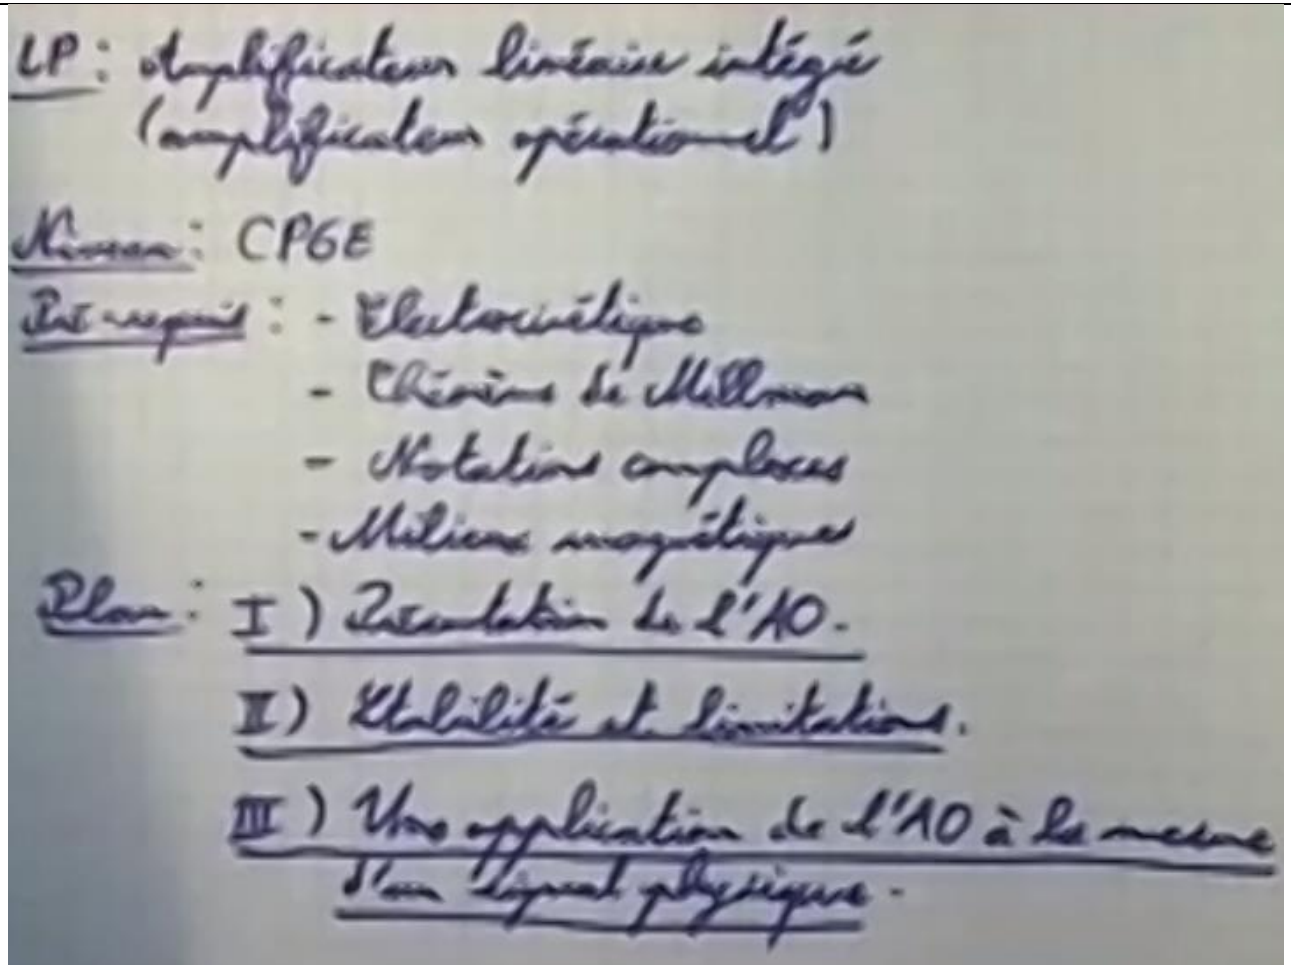 LP : Amplificateur linéaire intégré
(amplificateur opérationnel)
Niveau : CPGE
Pré-requis : - Electrocinétique
- Théorème de Millman
- Notations complexes
- Milieux magnétiques
Plan : I ) Présentation de l'AO.
II ) Stabilité et limitations.
III ) Une application de l'AO à la mesure
d'un signal physique.